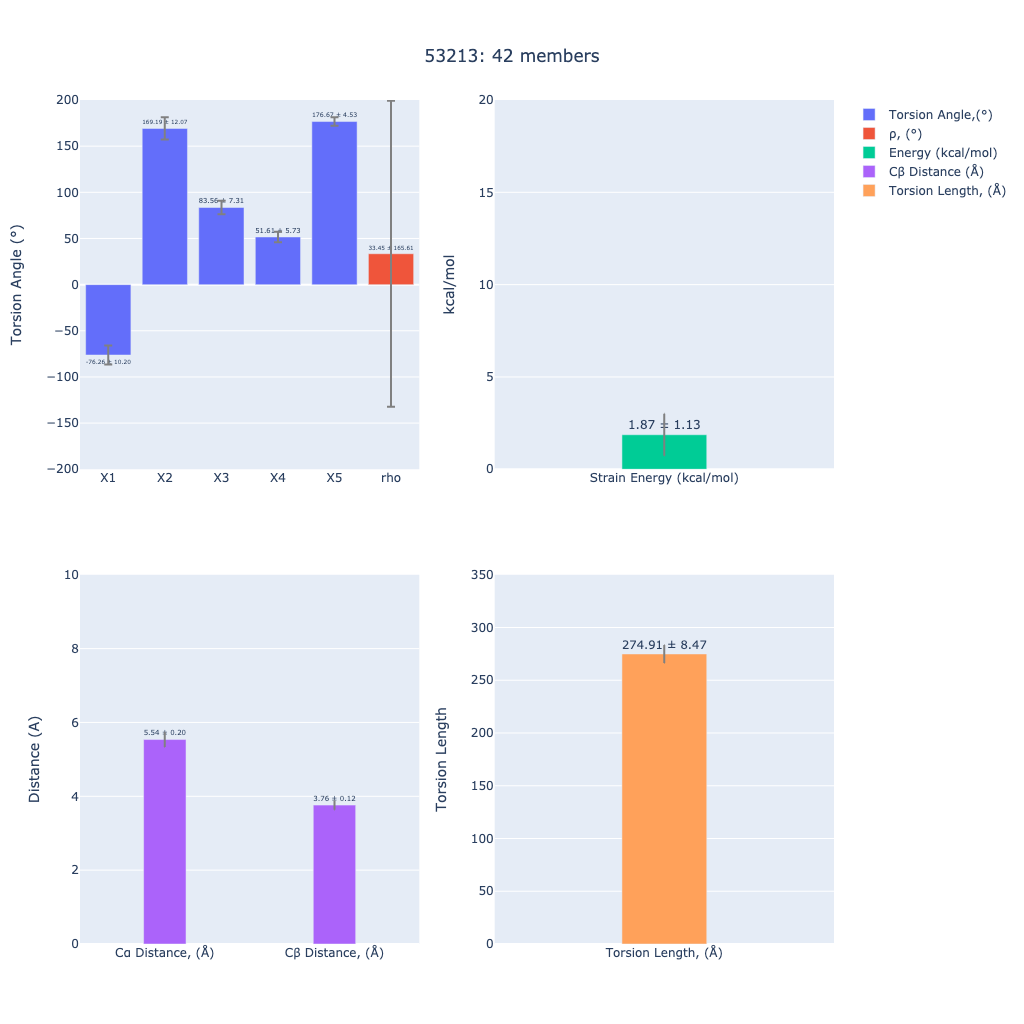 53213: 42 members
Torsion Angle (°)
200
150
100
50
0
−50
−100
−150
−200
169.19 ± 12.07
176.67 ± 4.53
83.56 ± 7.31
51.61 ± 5.73
33.45 ± 165.61
-76.26 ± 10.20
X1
X2
X3
X4
X5
rho
kcal/mol
20
15
10
5
0
1.87 ± 1.13
Strain Energy (kcal/mol)
Torsion Angle,(°)
ρ, (°)
Energy (kcal/mol)
Cβ Distance (Å)
Torsion Length, (Å)
Distance (A)
10
8
6
4
2
0
5.54 ± 0.20
3.76 ± 0.12
Cα Distance, (Å)
Cβ Distance, (Å)
Torsion Length
350
300
250
200
150
100
50
0
274.91 ± 8.47
Torsion Length, (Å)